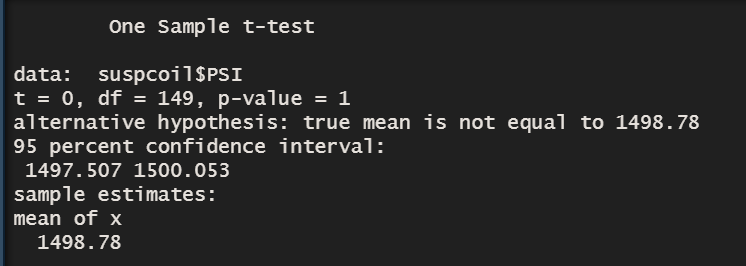 One Sample t-test
data: suspcoil$PSI
t = 0, df = 149, p-value = 1
alternative hypothesis: true mean is not equal to 1498.78
95 percent confidence interval:
1497.507 1500.053
sample estimates:
mean of x
1498.78